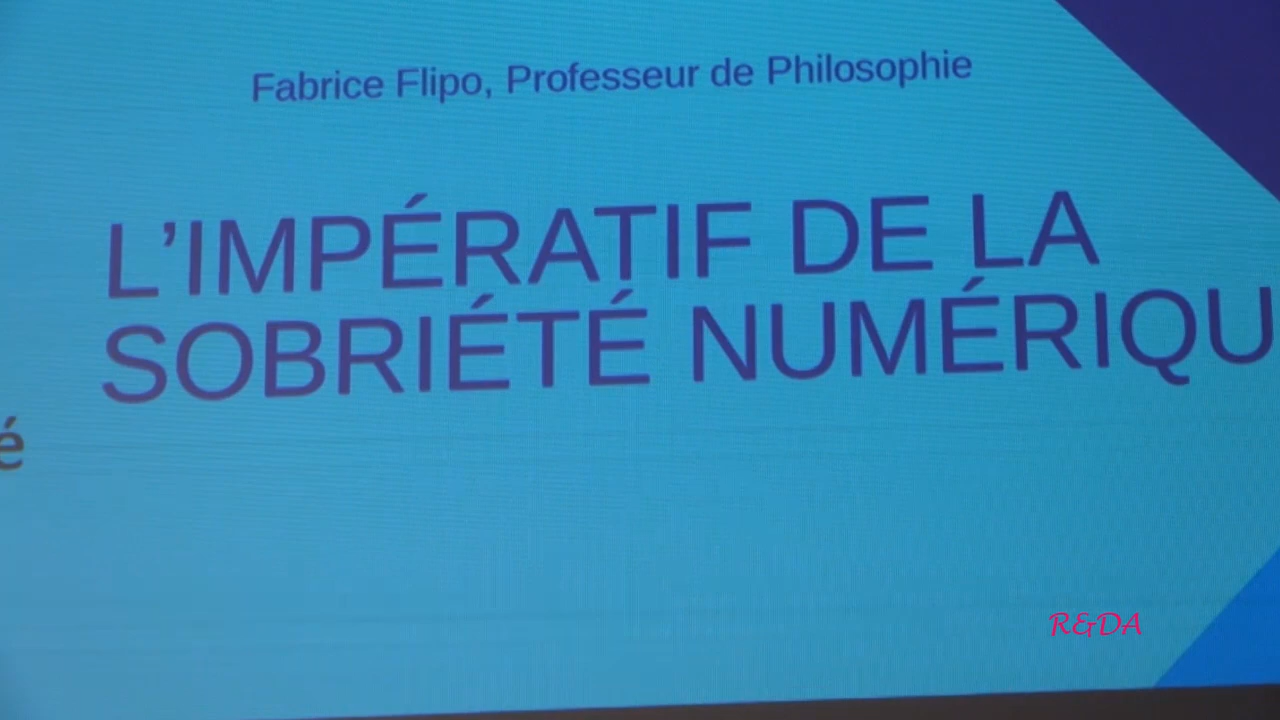 Fabrice Flipo, Professeur de Philosophie
L’IMPÉRATIF DE LA
SOBRIÉTÉ NUMÉRIQU
é
R&DA